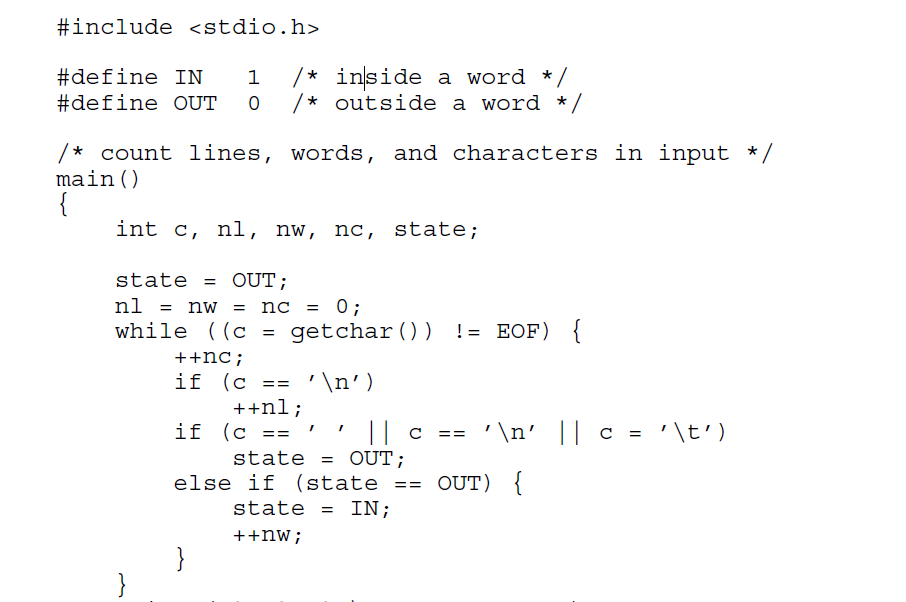 #include <stdio.h>
#define IN 1 /* inside a word */
#define OUT 0 /* outside a word */
/* count lines, words, and characters in input */
main()
{
int c, nl, nw, nc, state;
state = OUT;
nl = nw = nc = 0;
while ((c = getchar()) != EOF) {
++nc;
if (c == '\n')
++nl;
if (c == ' ' || c == '\n' || c = '\t')
state = OUT;
else if (state == OUT) {
state = IN;
++nw;
}
}